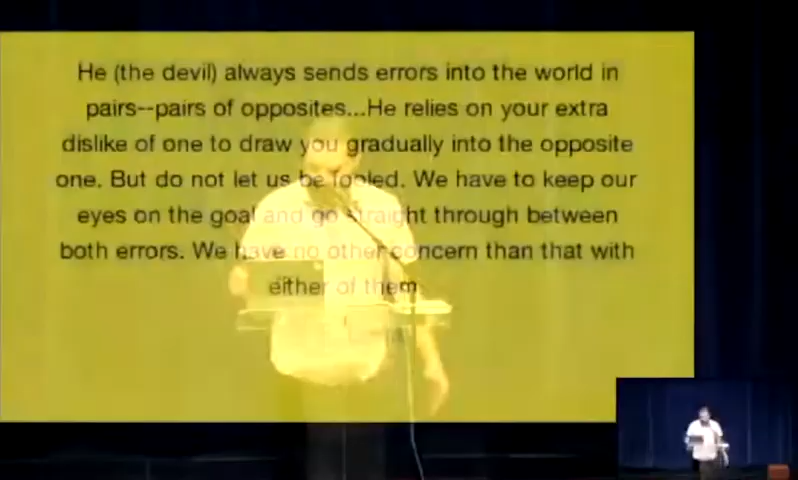 He (the devil) always sends errors into the world in
pairs--pairs of opposites...He relies on your extra
dislike of one to draw you gradually into the opposite
one. But do not let us be fooled. We have to keep our
eyes on the goal and go straight through between
both errors. We have no other concern than that with
either of them.